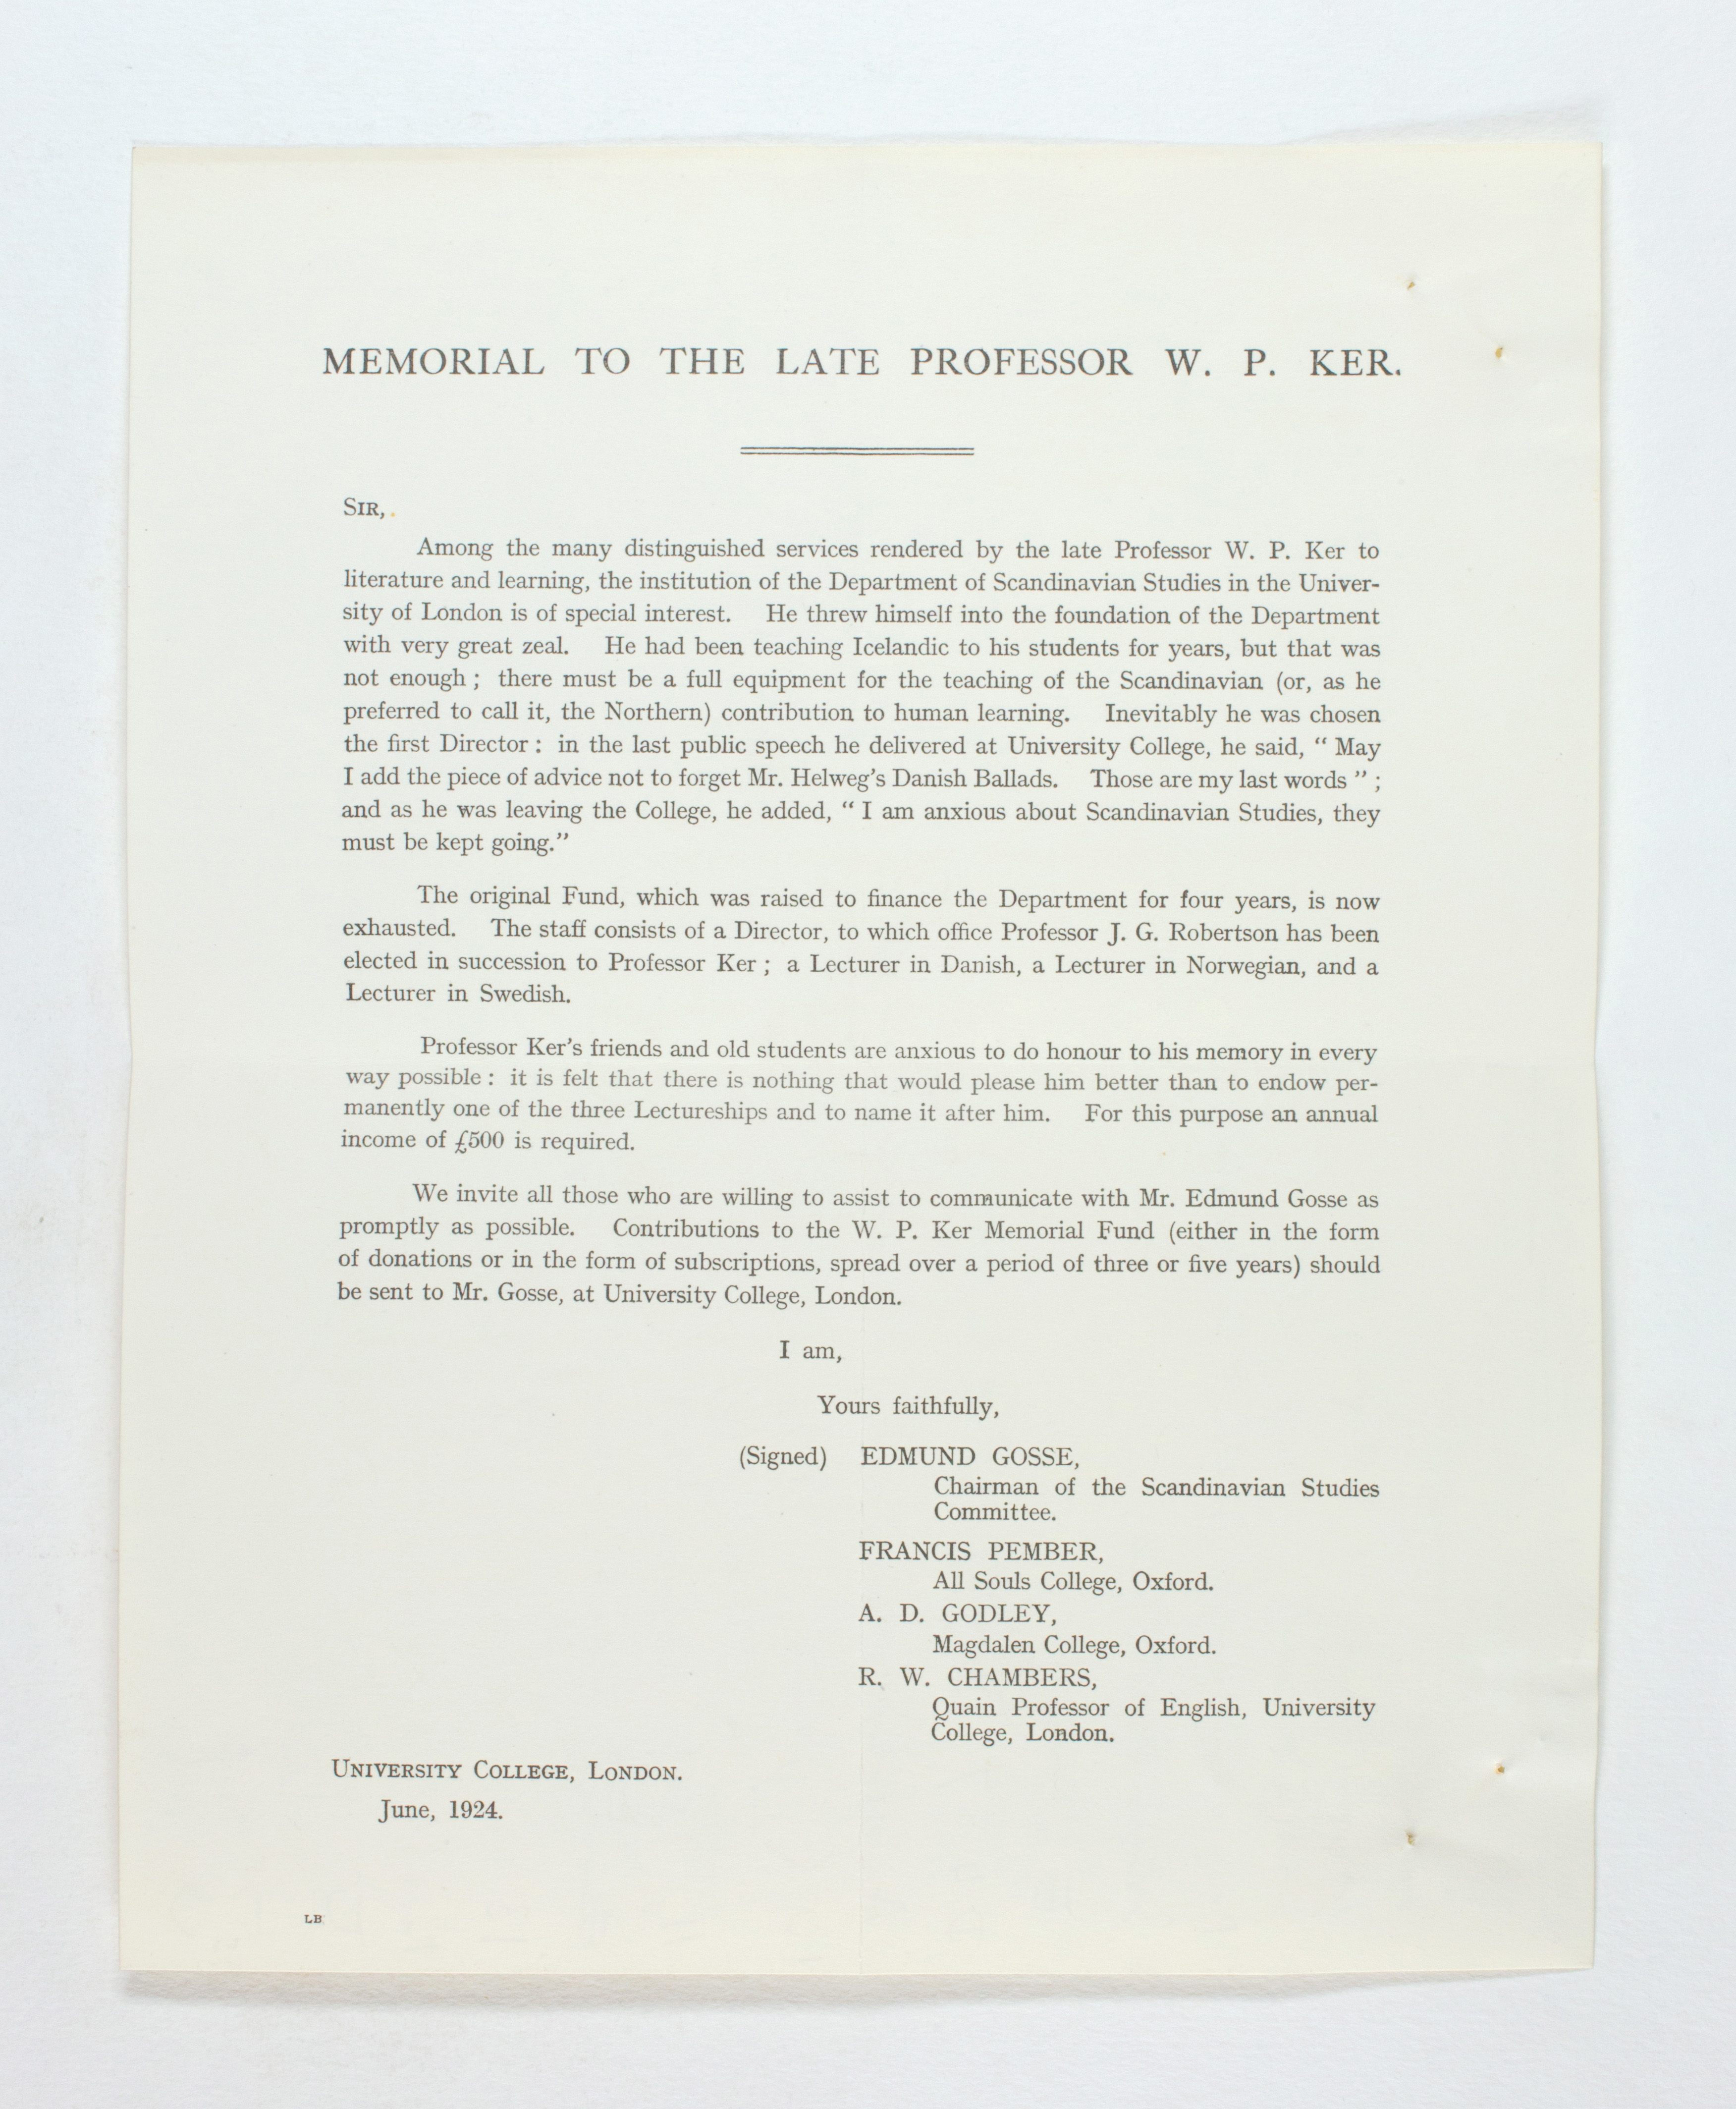 MEMORIAL TO THE LATE PROFESSOR W. P. KER.
SIR,
Among the many distinguished services rendered by the late Professor W. P. Ker to
literature and learning, the institution of the Department of Scandinavian Studies in the Univer-
sity of London is of special interest. He threw himself into the foundation of the Department
with very great zeal. He had been teaching Icelandic to his students for years, but that was
not enough ; there must be a full equipment for the teaching of the Scandinavian (or, as he
preferred to call it, the Northern) contribution to human learning. Inevitably he was chosen
the first Director : in the last public speech he delivered at University College, he said, “ May
I add the piece of advice not to forget Mr. Helweg’s Danish Ballads. Those are my last words ” ;
and as he was leaving the College, he added, “ I am anxious about Scandinavian Studies, they
must be kept going.”
The original Fund, which was raised to finance the Department for four years, is now
exhausted. The staff consists of a Director, to which office Professor J. G. Robertson has been
elected in succession to Professor Ker ; a Lecturer in Danish, a Lecturer in Norwegian, and a
Lecturer in Swedish.
Professor Ker’s friends and old students are anxious to do honour to his memory in every
way possible : it is felt that there is nothing that would please him better than to endow per-
manently one of the three Lectureships and to name it after him. For this purpose an annual
income of £500 is required.
We invite all those who are willing to assist to communicate with Mr. Edmund Gosse as
promptly as possible. Contributions to the W. P. Ker Memorial Fund (either in the form
of donations or in the form of subscriptions, spread over a period of three or five years) should
be sent to Mr. Gosse, at University College, London.
I am,
Yours faithfully,
(Signed) EDMUND GOSSE,
Chairman of the Scandinavian Studies
Committee.
FRANCIS PEMBER,
All Souls College, Oxford.
A. D. GODLEY,
Magdalen College, Oxford.
R. W. CHAMBERS,
Quain Professor of English, University
College, London.
UNIVERSITY COLLEGE, LONDON.
June, 1924.
LB